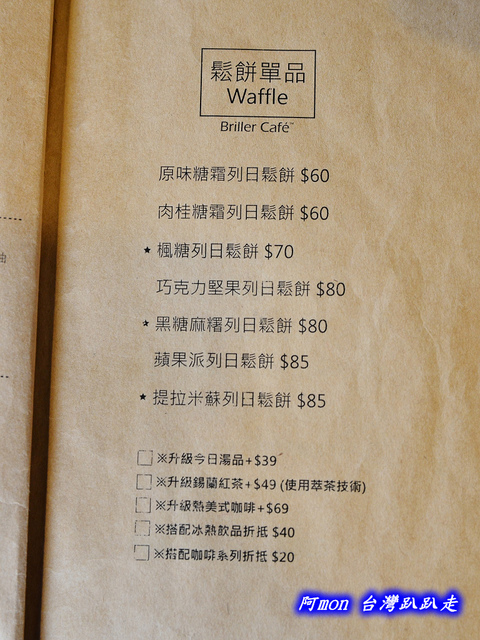 鬆餅單品
Waffle
Briller Café™
原味糖霜列日鬆餅 $60
肉桂糖霜列日鬆餅 $60
★ 楓糖列日鬆餅 $70
巧克力堅果列日鬆餅 $80
★ 黑糖麻糬列日鬆餅 $80
蘋果派列日鬆餅 $85
★ 提拉米蘇列日鬆餅 $85
□ ※升級今日湯品+$39
□ ※升級錫蘭紅茶+$49 (使用萃茶技術)
□ ※升級熱美式咖啡+$69
□ ※搭配冰熱飲品折抵 $40
□ ※搭配咖啡系列折抵 $20
阿mon 台灣趴趴走